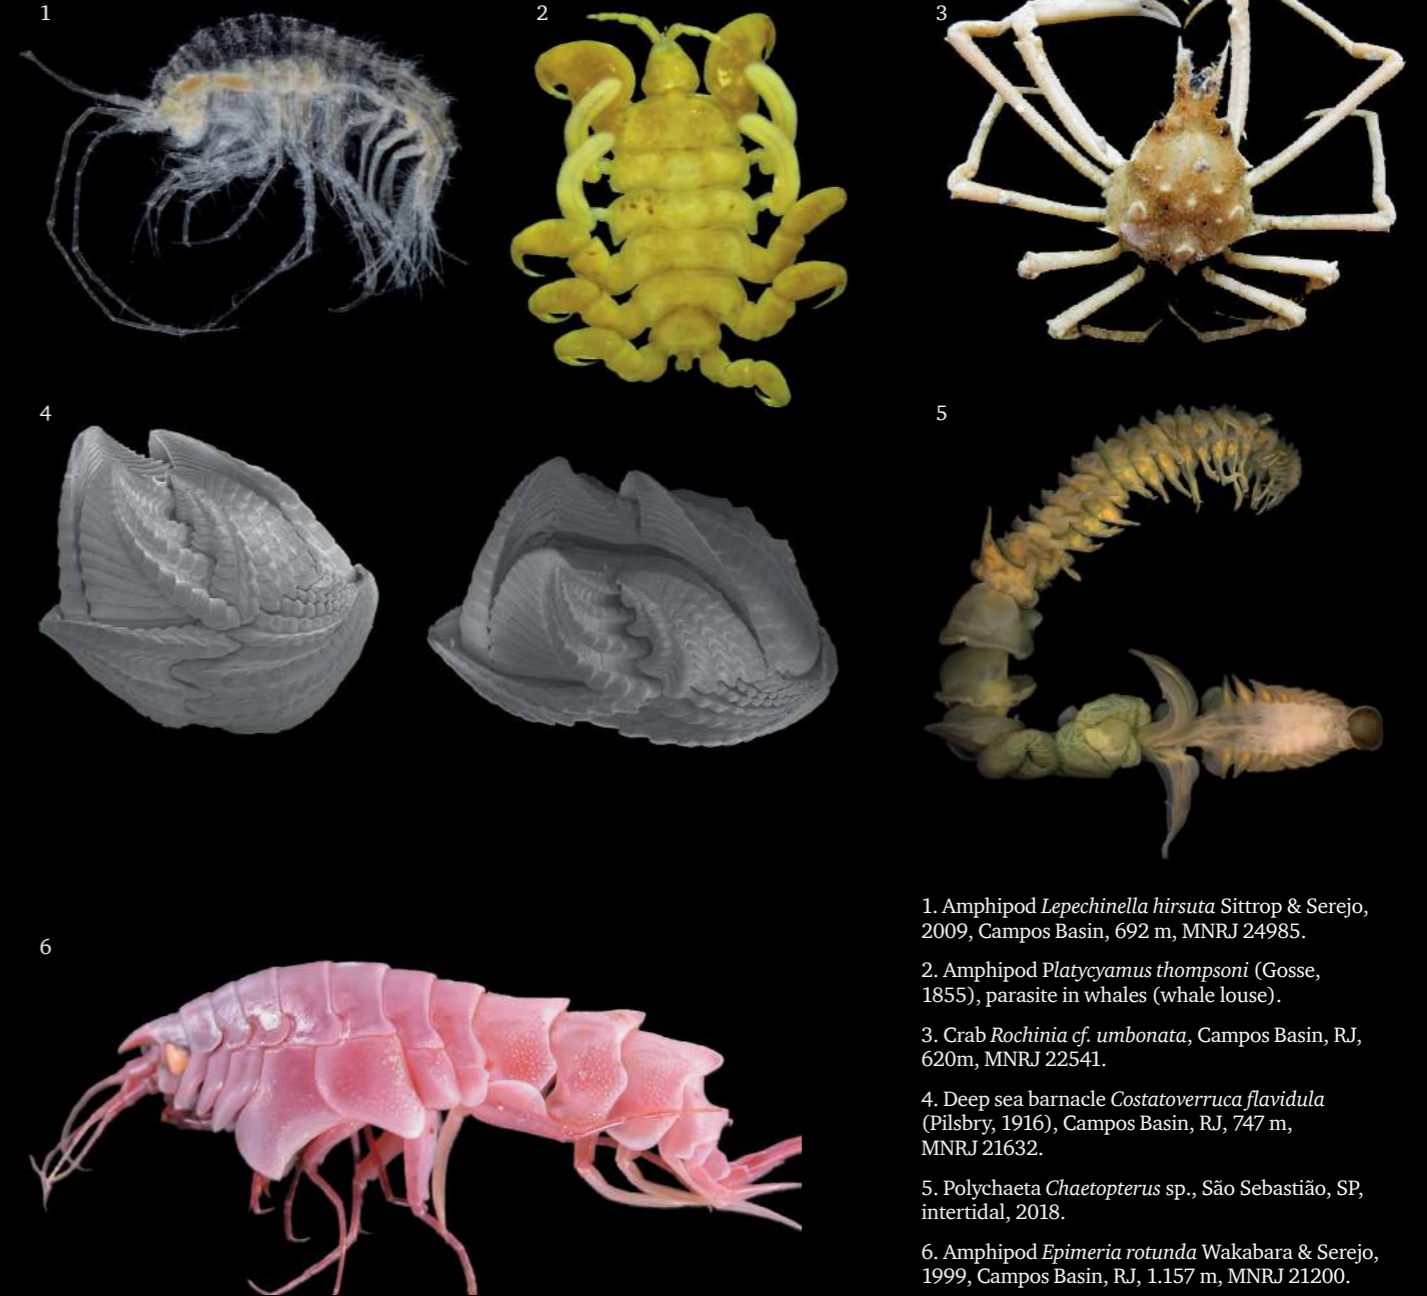 1
2
3
4
5
6
1. Amphipod Lepechinella hirsuta Sittrop & Serejo,
2009, Campos Basin, 692 m, MNRJ 24985.
2. Amphipod Platycyamus thompsoni (Gosse,
1855), parasite in whales (whale louse).
3. Crab Rochinia cf. umbonata, Campos Basin, RJ,
620m, MNRJ 22541.
4. Deep sea barnacle Costatoverruca flavidula
(Pilsbry, 1916), Campos Basin, RJ, 747 m,
MNRJ 21632.
5. Polychaeta Chaetopterus sp., São Sebastião, SP,
intertidal, 2018.
6. Amphipod Epimeria rotunda Wakabara & Serejo,
1999, Campos Basin, RJ, 1.157 m, MNRJ 21200.